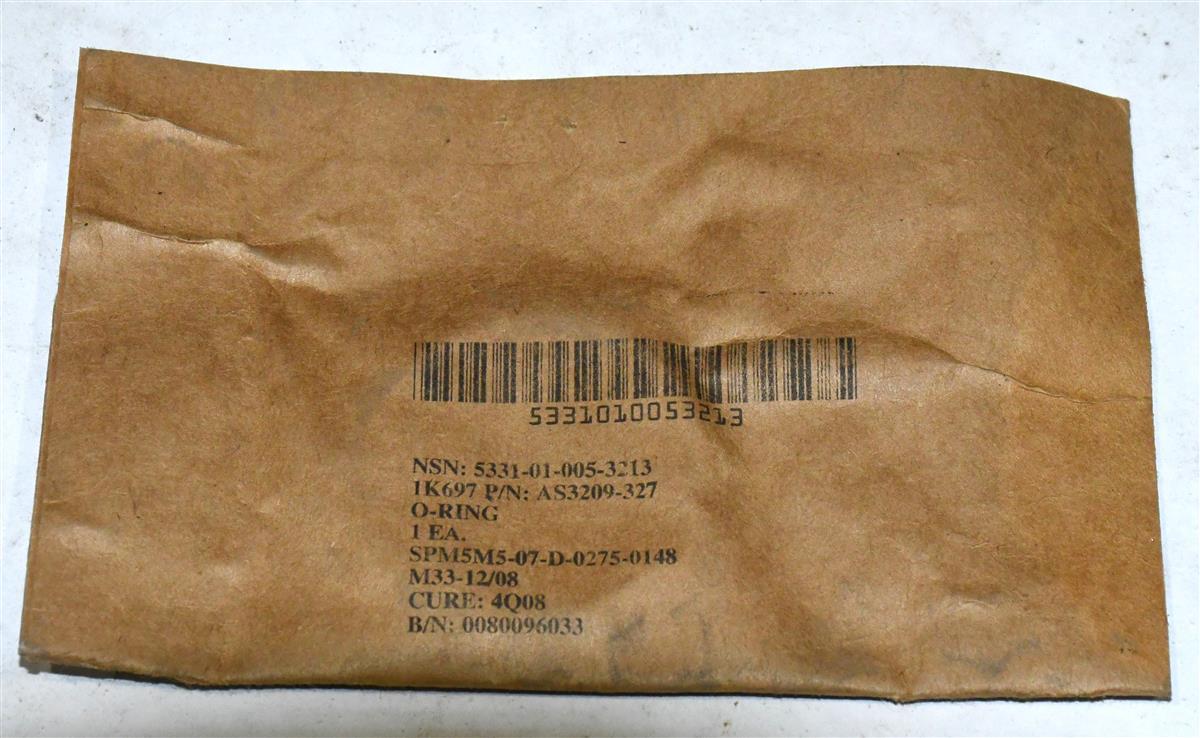 5331010053213
NSN: 5331-01-005-3213
1K697 P/N: AS3209-327
O-RING
1 EA.
SPM5M5-07-D-0275-0148
M33-12/08
CURE: 4Q08
B/N: 0080096033